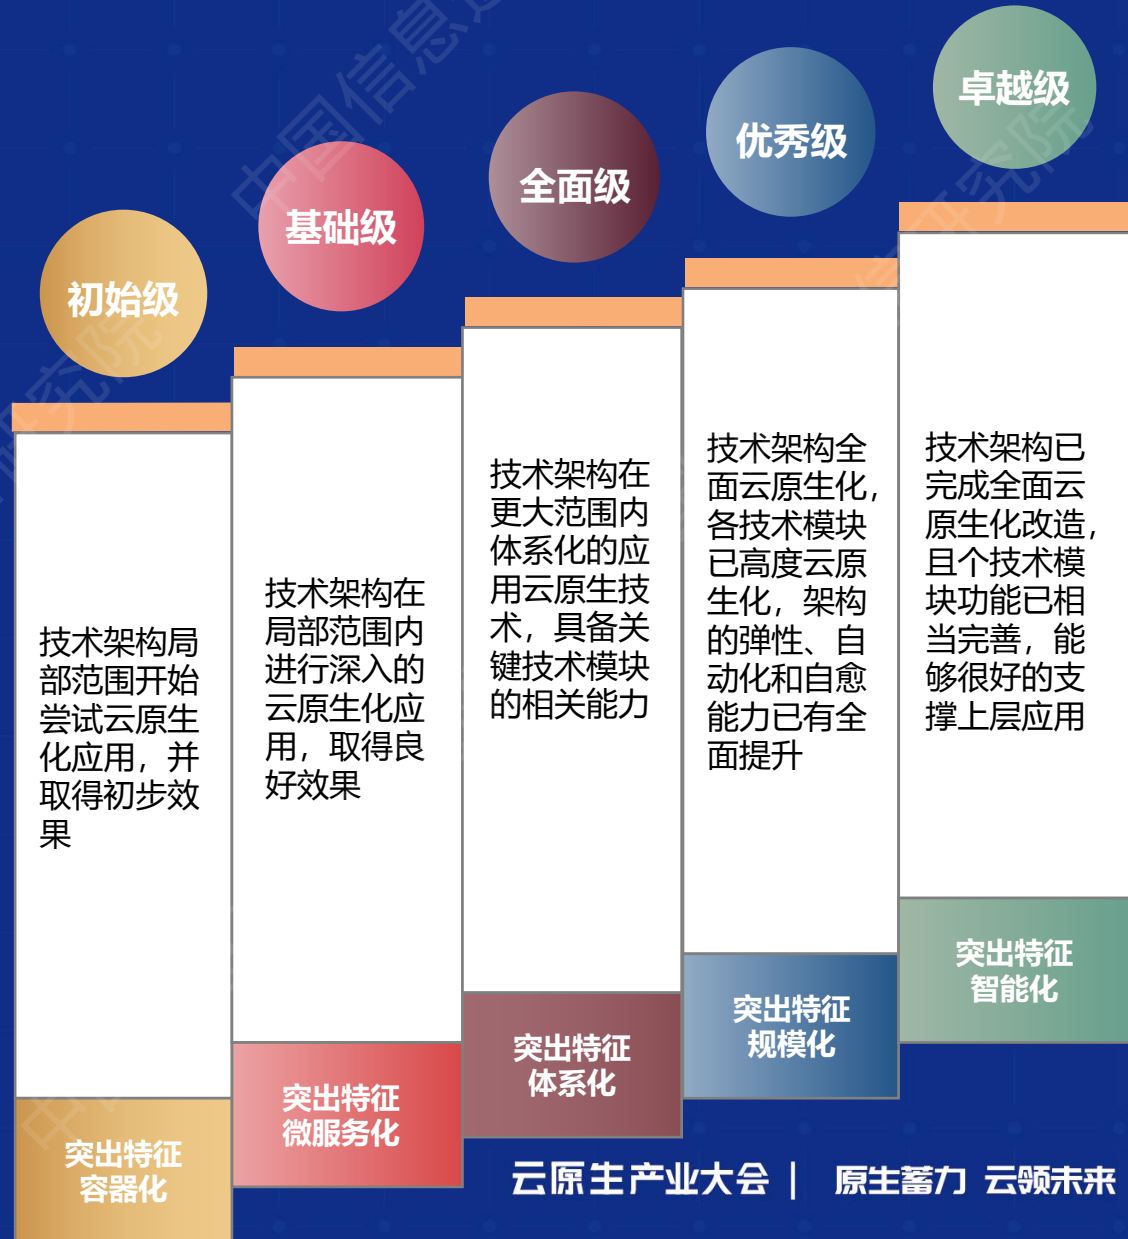 初始级
技术架构局
部范围开始
尝试云原生
化应用，并
取得初步效
果
突出特征
容器化
基础级
技术架构在
局部范围内
进行深入的
云原生化应
用，取得良
好效果
突出特征
微服务化
全面级
技术架构在
更大范围内
体系化的应
用云原生技
术，具备关
键技术模块
的相关能力
突出特征
体系化
优秀级
技术架构全
面云原生化，
各技术模块
已高度云原
生化，架构
的弹性、自
动化和自愈
能力已有全
面提升
突出特征
规模化
卓越级
技术架构已
完成全面云
原生化改造，
且个技术模
块功能已相
当完善，能
够很好的支
撑上层应用
突出特征
智能化
云原生产业大会｜ 原生蓄力 云领未来